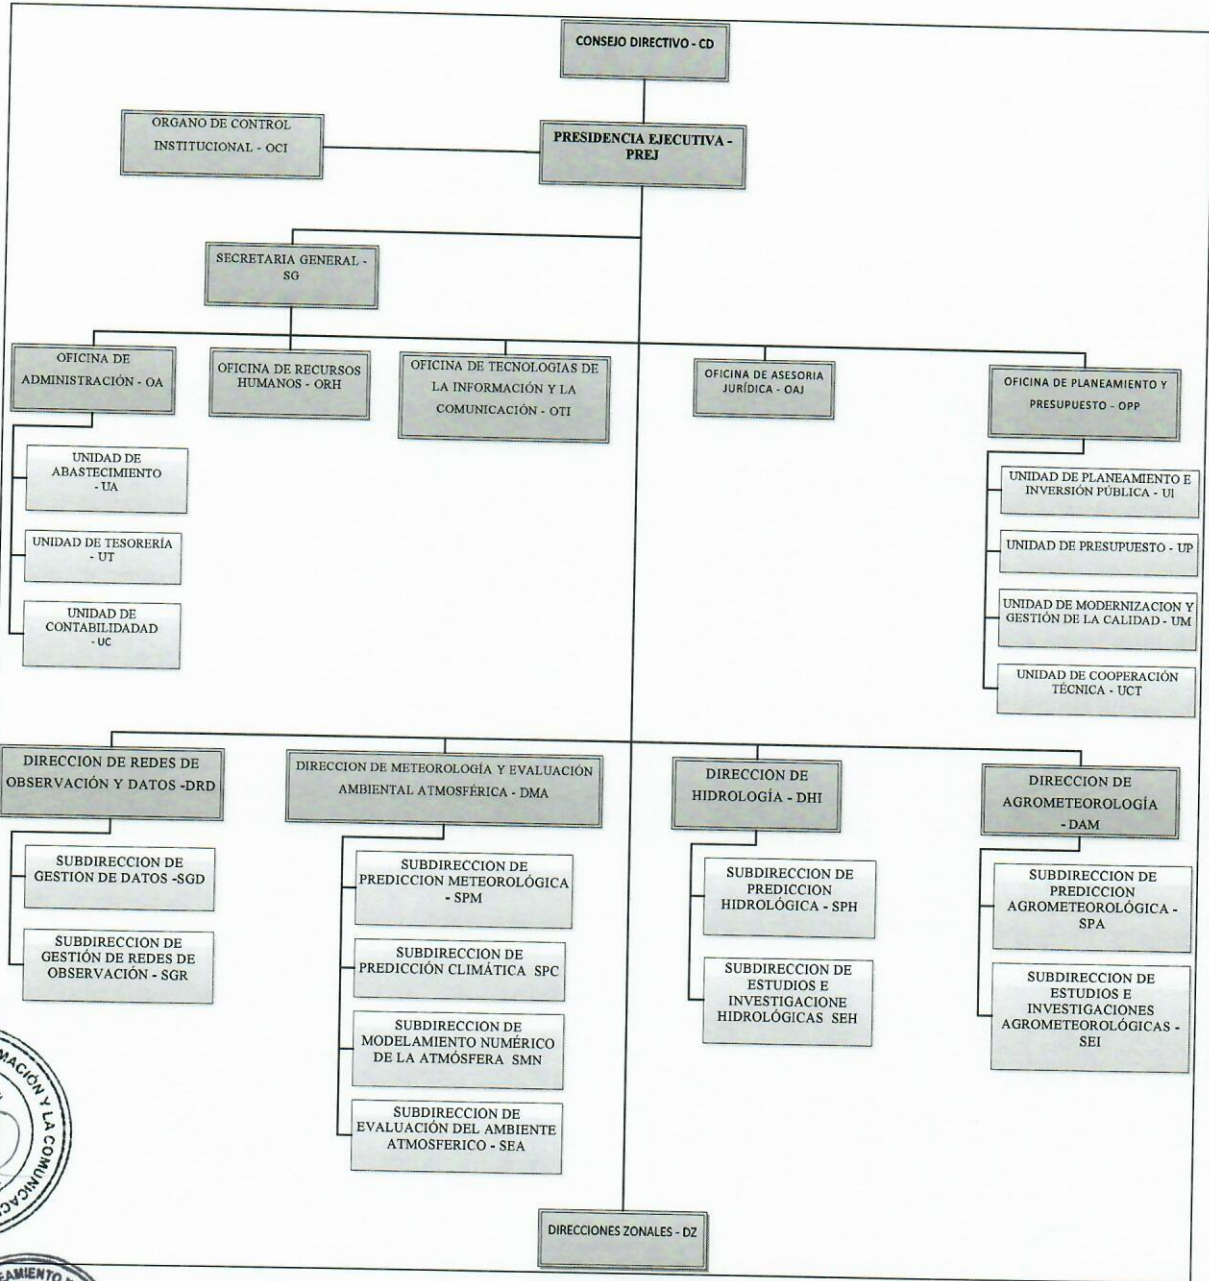 CONSEJO DIRECTIVO - CD
ORGANO DE CONTROL
INSTITUCIONAL - OCI
PRESIDENCIA EJECUTIVA -
PREJ
SECRETARIA GENERAL -
SG
OFICINA DE
ADMINISTRACIÓN - OA
OFICINA DE RECURSOS
HUMANOS - ORH
OFICINA DE TECNOLOGIAS DE
LA INFORMACIÓN Y LA
COMUNICACIÓN - OTI
OFICINA DE ASESORIA
JURÍDICA - OAJ
OFICINA DE PLANEAMIENTO Y
PRESUPUESTO - OPP
UNIDAD DE
ABASTECIMIENTO
- UA
UNIDAD DE TESORERÍA
- UT
UNIDAD DE
CONTABILIDADAD
- UC
UNIDAD DE PLANEAMIENTO E
INVERSIÓN PÚBLICA - UI
UNIDAD DE PRESUPUESTO - UP
UNIDAD DE MODERNIZACION Y
GESTIÓN DE LA CALIDAD - UM
UNIDAD DE COOPERACIÓN
TÉCNICA - UCT
DIRECCION DE REDES DE
OBSERVACIÓN Y DATOS -DRD
DIRECCION DE METEOROLOGÍA Y EVALUACIÓN
AMBIENTAL ATMOSFÉRICA - DMA
DIRECCION DE
HIDROLOGÍA - DHI
DIRECCION DE
AGROMETEOROLOGÍA
- DAM
SUBDIRECCION DE
GESTIÓN DE DATOS -SGD
SUBDIRECCION DE
GESTIÓN DE REDES DE
OBSERVACIÓN - SGR
SUBDIRECCION DE
PREDICCION METEOROLÓGICA
- SPM
SUBDIRECCION DE
PREDICCIÓN CLIMÁTICA SPC
SUBDIRECCION DE
MODELAMIENTO NUMÉRICO
DE LA ATMÓSFERA SMN
SUBDIRECCION DE
EVALUACIÓN DEL AMBIENTE
ATMOSFERICO - SEA
SUBDIRECCION DE
PREDICCION
HIDROLÓGICA - SPH
SUBDIRECCION DE
ESTUDIOS E
INVESTIGACIONE
HIDROLÓGICAS SEH
SUBDIRECCION DE
PREDICCION
AGROMETEOROLÓGICA -
SPA
SUBDIRECCION DE
ESTUDIOS E
INVESTIGACIONES
AGROMETEOROLÓGICAS -
SEI
DIRECCIONES ZONALES - DZ
Y LA